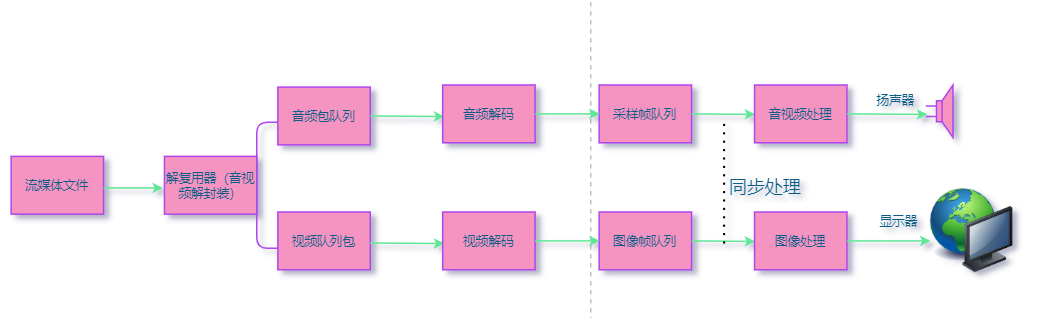 音频包队列
音频解码
采样帧队列
音视频处理
扬声器
流媒体文件
解复用器（音视
频解封装）
同步处理
视频队列包
视频解码
图像帧队列
图像处理
显示器